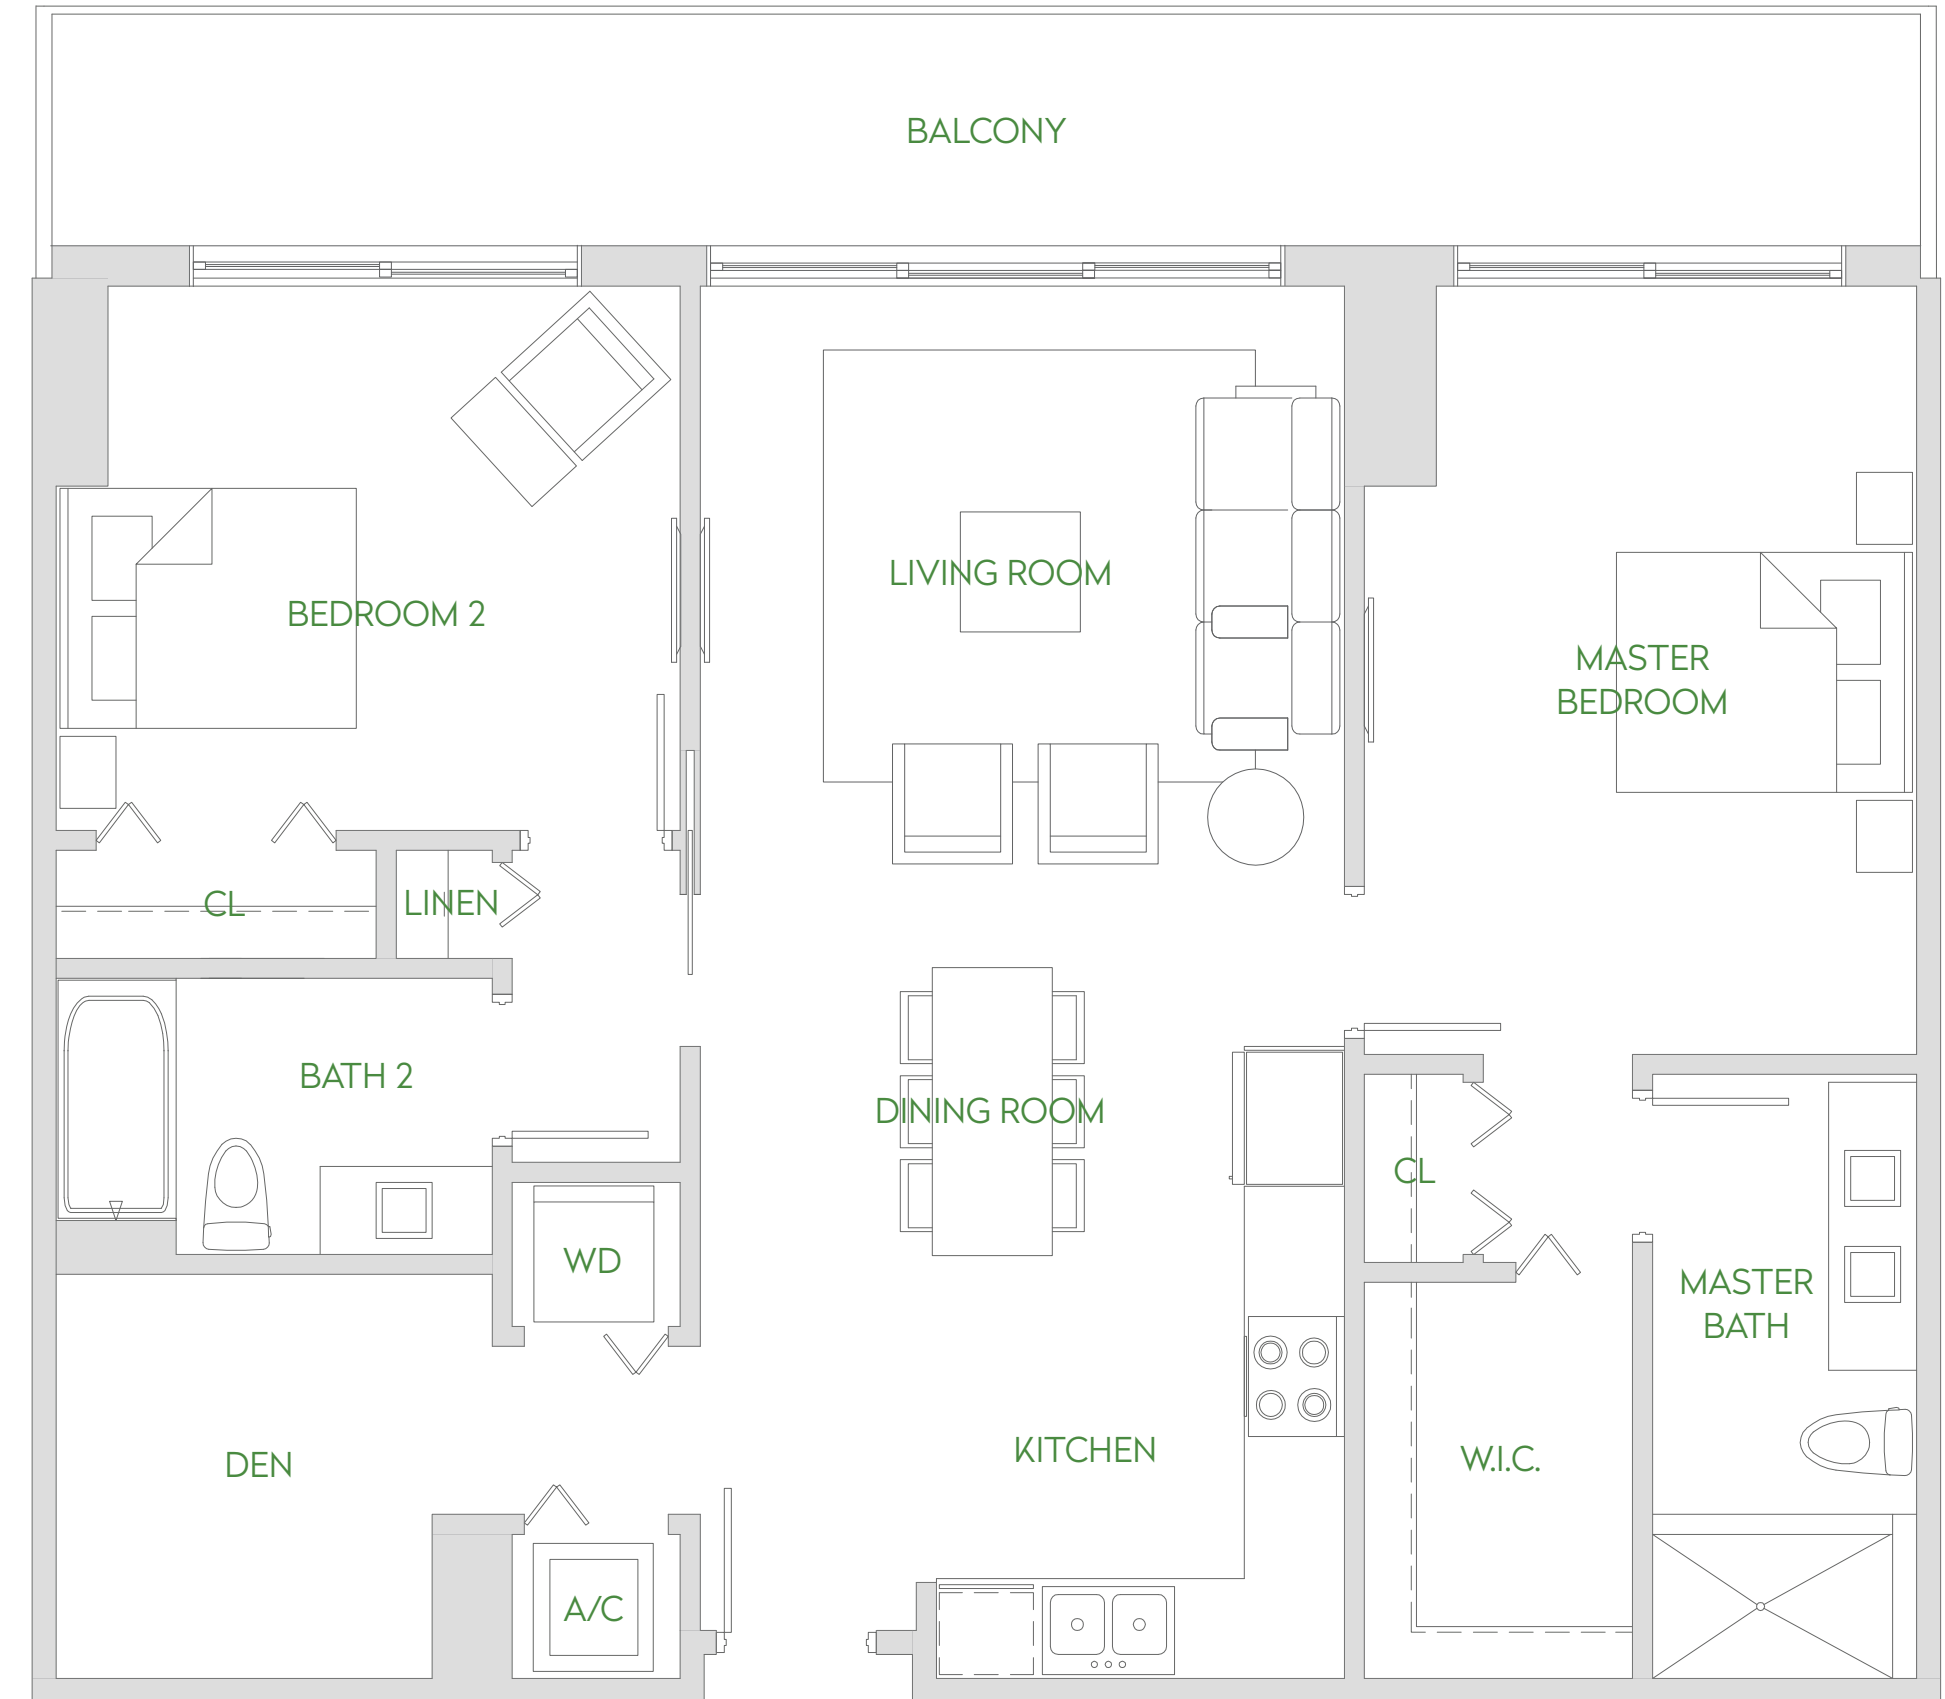 BALCONY
LIVING ROOM
BEDROOM 2
MASTER
BEDROOM
CL
LINEN
BATH 2
DINING ROOM
CL
WD
MASTER
BATH
KITCHEN
W.I.C.
DEN
A/C